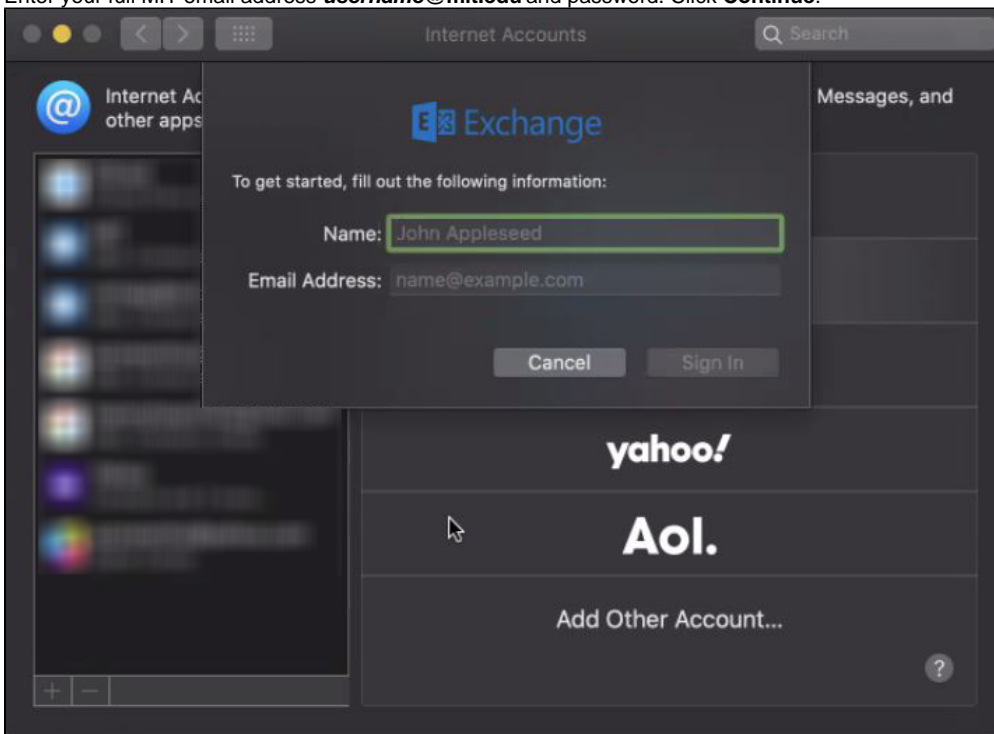 Enter your full MIT email address username@mit.edu and password. Click Continue.
Internet Accounts
Search
Internet Ac
Messages, and
other apps
E Exchange
To get started, fill out the following information:
Name: John Appleseed
Email Address: name@example.com
Cancel Sign In
yahoo!
Aol.
Add Other Account...
?
+ −